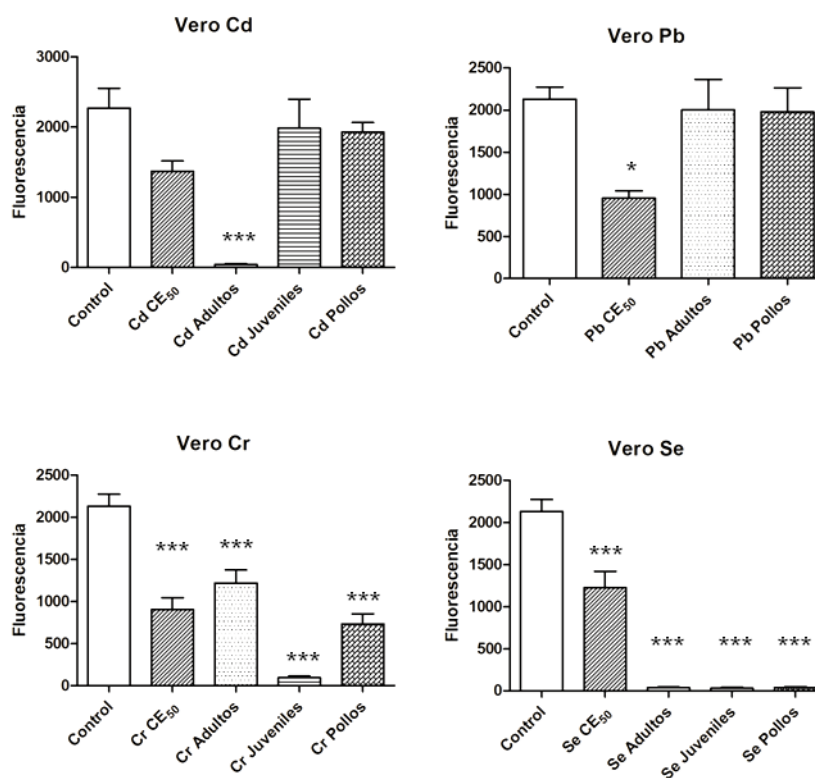 Vero Cd
Fluorescencia
3000
2000
1000
0
***
Control
Cd CE₅₀
Cd Adultos
Cd Juveniles
Cd Pollos
Vero Pb
Fluorescencia
2500
2000
1500
1000
500
0
*
Control
Pb CE₅₀
Pb Adultos
Pb Pollos
Vero Cr
Fluorescencia
2500
2000
1500
1000
500
0
***
***
***
***
Control
Cr CE₅₀
Cr Adultos
Cr Juveniles
Cr Pollos
Vero Se
Fluorescencia
2500
2000
1500
1000
500
0
***
***
***
***
Control
Se CE₅₀
Se Adultos
Se Juveniles
Se Pollos